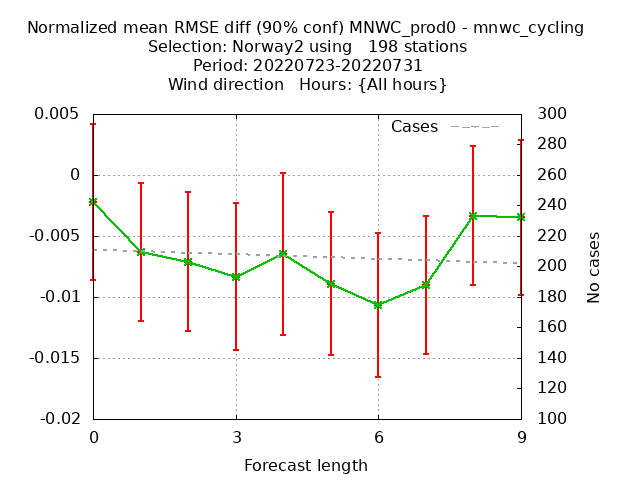 Normalized mean RMSE diff (90% conf) MNWC_prod0 - mnwc_cycling
Selection: Norway2 using   198 stations
Period: 20220723-20220731
Wind direction   Hours: {All hours}
0.005 300
Cases 280
0 260
240
-0.005 220
200
-0.01 180
160
-0.015 140
120
-0.02 100
No cases
0 3 6 9
Forecast length